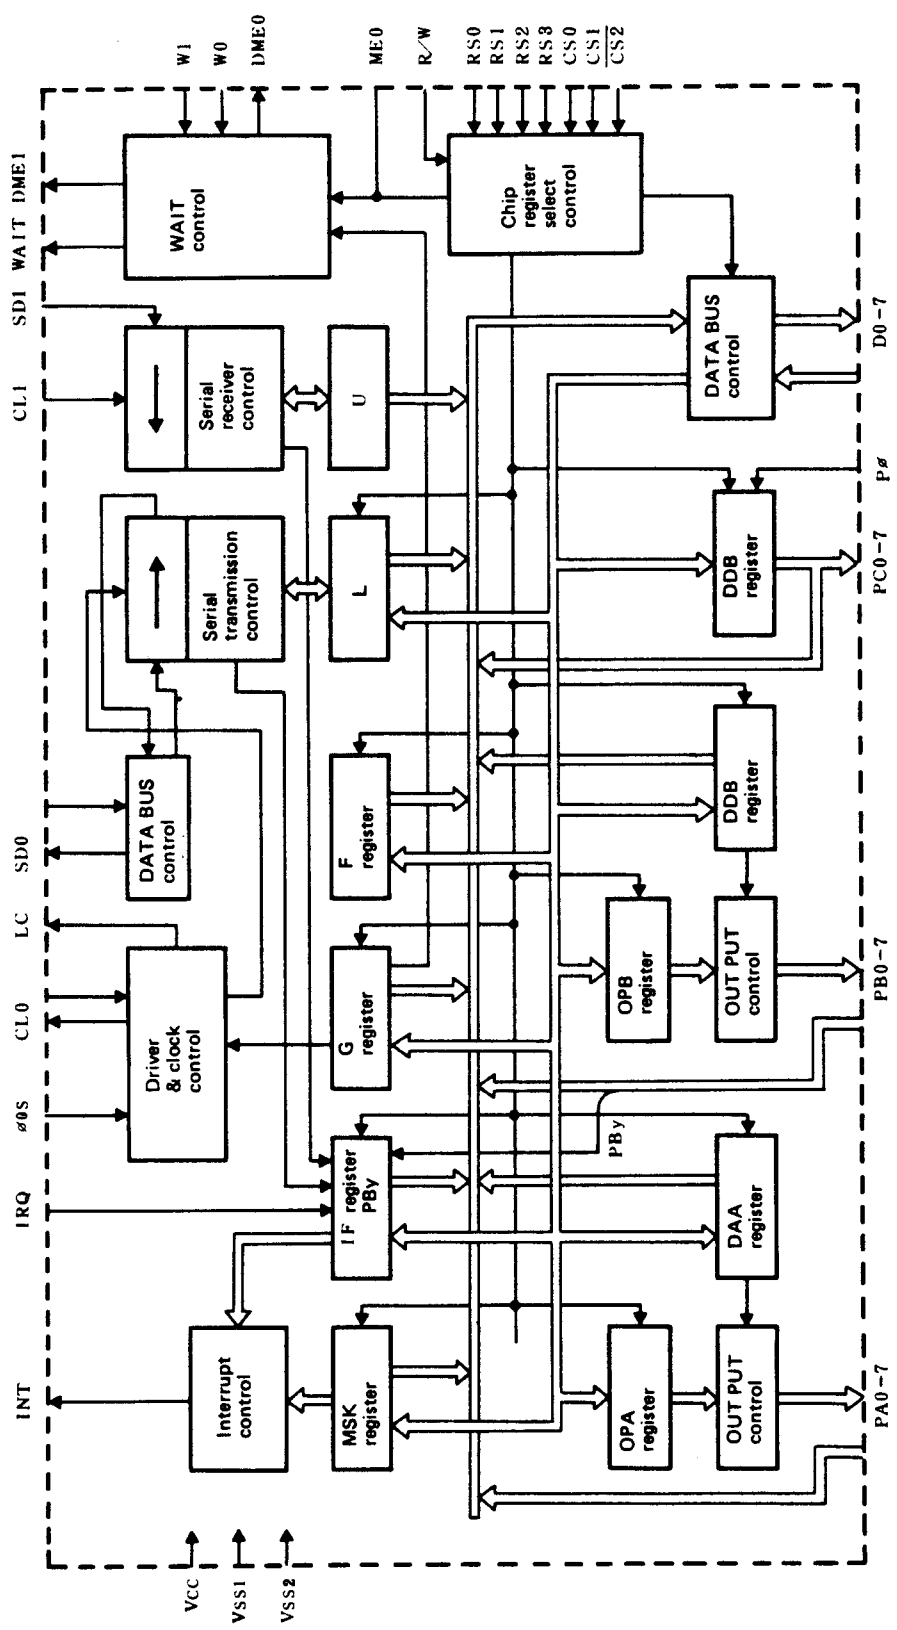 W1
W0
DME0
ME0
R/W
RS0
RS1
RS2
RS3
CS0
CS1
CS2
DME1
WAIT
SD1
CL1
SD0
LC
CL0
ø0S
IRQ
INT
WAIT
control
Chip
register
select
control
Serial
receiver
control
U
DATA BUS
control
D0-7
Serial
transmission
control
L
DDB
register
Pø
PC0-7
DATA BUS
control
F
register
DDB
register
Driver
& clock
control
G
register
OPB
register
OUT PUT
control
PB0-7
IF register
PBy
PBy
DAA
register
Interrupt
control
MSK
register
OPA
register
OUT PUT
control
PA0-7
VCC
VSS1
VSS2